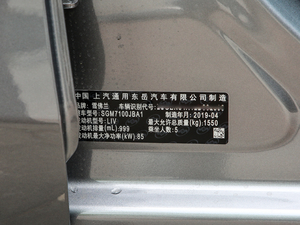 中国 上汽通用东岳汽车有限公司制造
品牌: 雪佛兰 车辆识别代号:
整车型号: SGM7100JBA1 制造年月: 2019-04
发动机型号: LIV 最大允许总质量(kg): 1550
发动机排量(mL): 999 乘坐人数: 5
发动机最大净功率(kW): 85